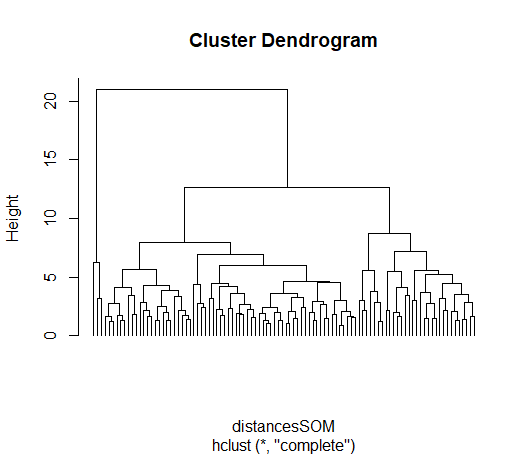 Cluster Dendrogram
Height
20
15
10
5
0
distancesSOM
hclust (*, "complete")